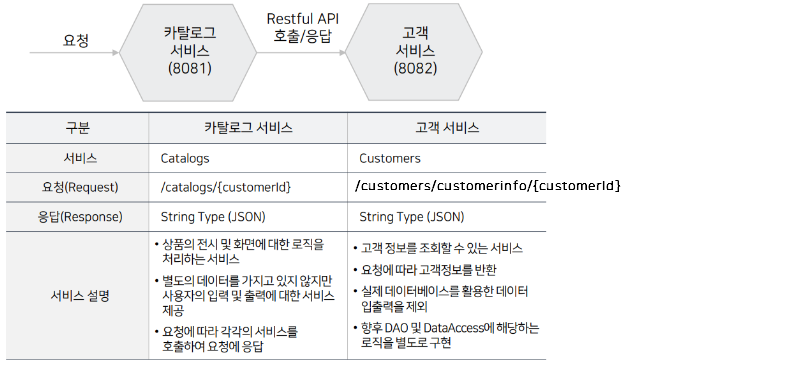 요청
카탈로그
서비스
(8081)
Restful API
호출/응답
고객
서비스
(8082)
구분
카탈로그 서비스
고객 서비스
서비스
Catalogs
Customers
요청(Request)
/catalogs/{customerId}
/customers/customerinfo/{customerId}
응답(Response)
String Type (JSON)
String Type (JSON)
서비스 설명
• 상품의 전시 및 화면에 대한 로직을
처리하는 서비스
• 별도의 데이터를 가지고 있지 않지만
사용자의 입력 및 출력에 대한 서비스
제공
• 요청에 따라 각각의 서비스를
호출하여 요청에 응답
• 고객 정보를 조회할 수 있는 서비스
• 요청에 따라 고객정보를 반환
• 실제 데이터베이스를 활용한 데이터
입출력을 제외
• 향후 DAO 및 DataAccess에 해당하는
로직을 별도로 구현